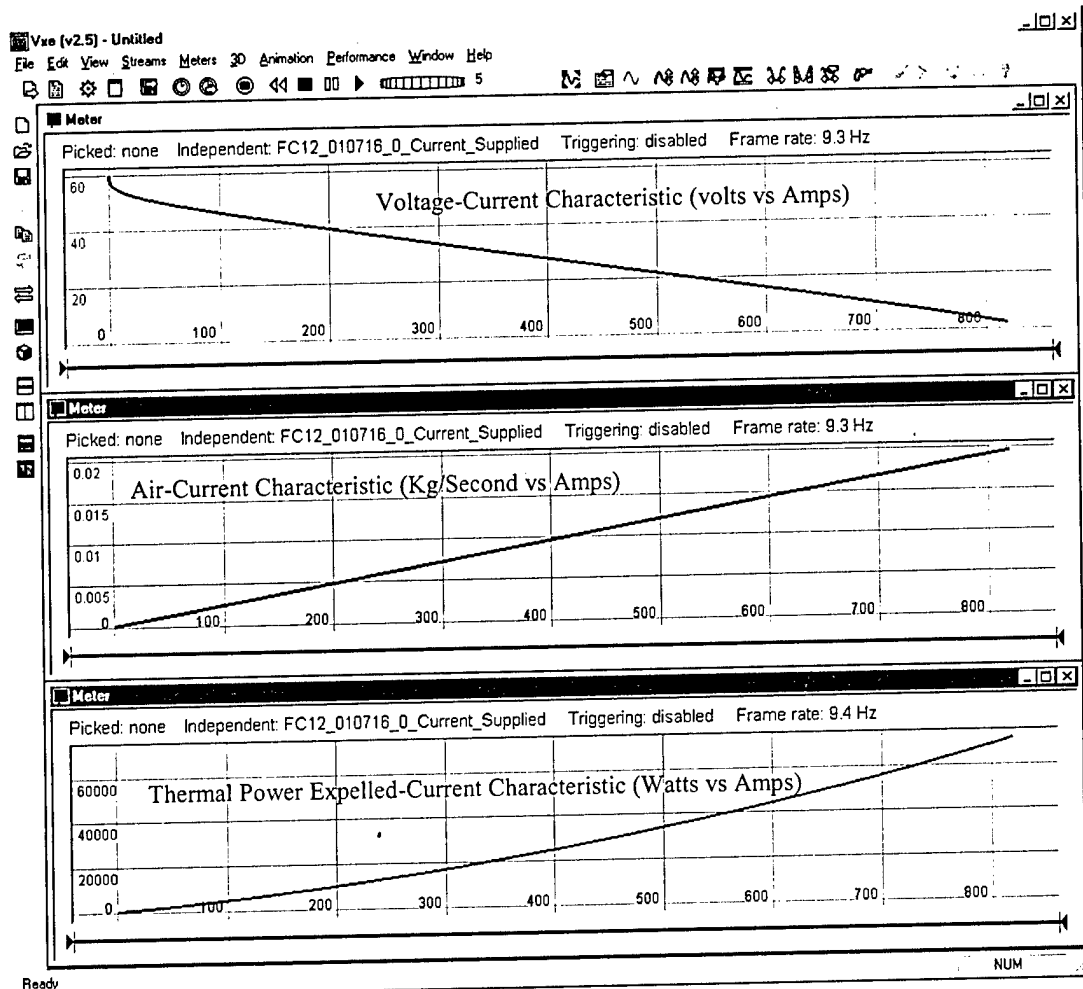 Vxe (v2.5) - Untitled
File Edit View Streams Meters 3D Animation Performance Window Help
5
Meter
Picked: none Independent: FC12_010716_0_Current_Supplied Triggering: disabled Frame rate: 9.3 Hz
60
Voltage-Current Characteristic (volts vs Amps)
40
20
0 100 200 300 400 500 600 700 800
Meter
Picked: none Independent: FC12_010716_0_Current_Supplied Triggering: disabled Frame rate: 9.3 Hz
0.02
Air-Current Characteristic (Kg/Second vs Amps)
0.015
0.01
0.005
0 100 200 300 400 500 600 700 800
Meter
Picked: none Independent: FC12_010716_0_Current_Supplied Triggering: disabled Frame rate: 9.4 Hz
60000
Thermal Power Expelled-Current Characteristic (Watts vs Amps)
40000
20000
0 100 200 300 400 500 600 700 800
NUM
Ready